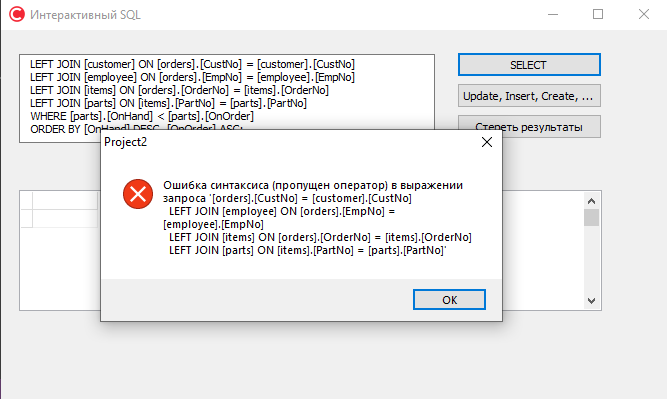 Интерактивный SQL
LEFT JOIN [customer] ON [orders].[CustNo] = [customer].[CustNo]
LEFT JOIN [employee] ON [orders].[EmpNo] = [employee].[EmpNo]
LEFT JOIN [items] ON [orders].[OrderNo] = [items].[OrderNo]
LEFT JOIN [parts] ON [items].[PartNo] = [parts].[PartNo]
WHERE [parts].[OnHand] < [parts].[OnOrder]
ORDER BY [OnHand] DESC, [OnOrder] ASC;
SELECT
Update, Insert, Create, ...
Стереть результаты
Project2
Ошибка синтаксиса (пропущен оператор) в выражении
запроса '[orders].[CustNo] = [customer].[CustNo]
LEFT JOIN [employee] ON [orders].[EmpNo] =
[employee].[EmpNo]
LEFT JOIN [items] ON [orders].[OrderNo] = [items].[OrderNo]
LEFT JOIN [parts] ON [items].[PartNo] = [parts].[PartNo]'
OK